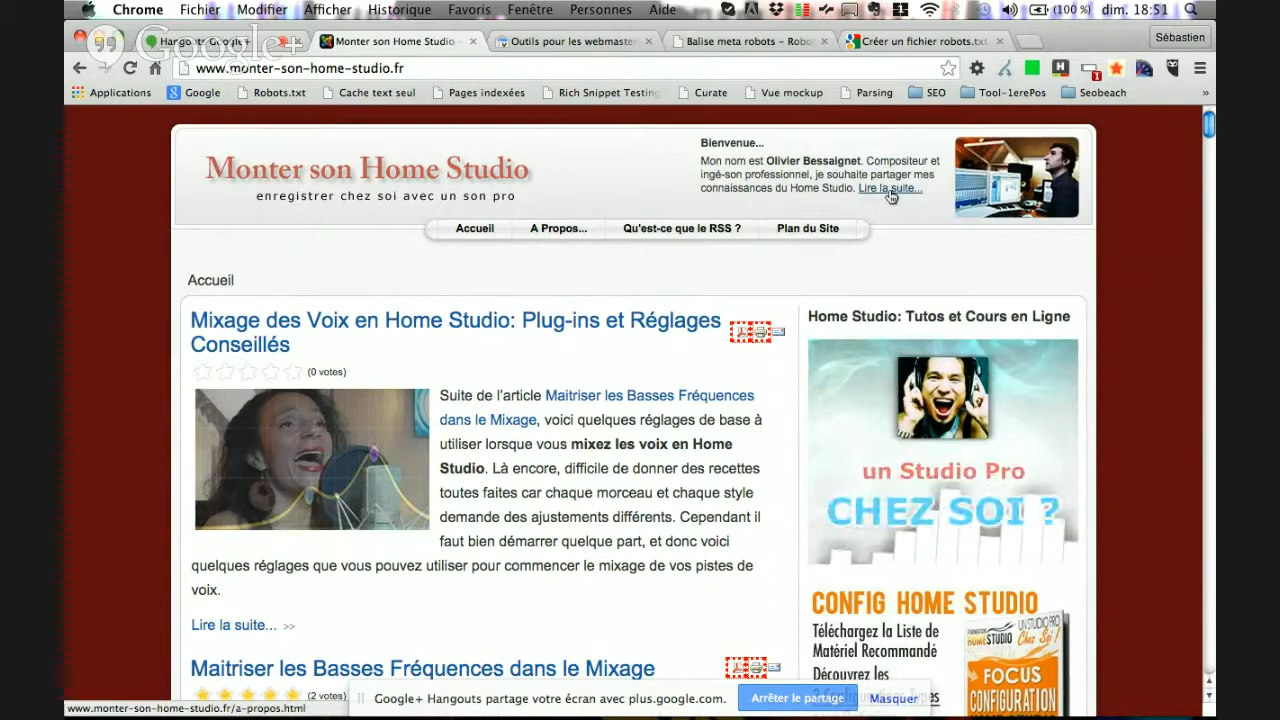 Chrome Fichier Modifier Afficher Historique Favoris Fenêtre Personnes Aide (100 %) dim. 18:51
Google+
Monter son Home Studio - Outils pour les webmaster Balise meta robots - Robo Créer un fichier robots.txt Sébastien
www.monter-son-home-studio.fr
Applications Google Robots.txt Cache text seul Pages indexées Rich Snippet Testing Curate Vue mockup Parsing SEO Tool-1erePos Seobeach »
Monter son Home Studio
enregistrer chez soi avec un son pro
Bienvenue...
Mon nom est Olivier Bessaignet. Compositeur et
ingé-son professionnel, je souhaite partager mes
connaissances du Home Studio. Lire la suite...
Accueil A Propos... Qu'est-ce que le RSS ? Plan du Site
Accueil
Mixage des Voix en Home Studio: Plug-ins et Réglages
Conseillés
(0 votes)
Suite de l'article Maitriser les Basses Fréquences
dans le Mixage, voici quelques réglages de base à
utiliser lorsque vous mixez les voix en Home
Studio. Là encore, difficile de donner des recettes
toutes faites car chaque morceau et chaque style
demande des ajustements différents. Cependant il
faut bien démarrer quelque part, et donc voici
quelques réglages que vous pouvez utiliser pour commencer le mixage de vos pistes de
voix.
Lire la suite... >>
Maitriser les Basses Fréquences dans le Mixage
(2 votes)
Home Studio: Tutos et Cours en Ligne
un Studio Pro
CHEZ SOI ?
CONFIG HOME STUDIO
Téléchargez la Liste de
Matériel Recommandé
Découvrez les
FORMATION
HOMESTUDIO
UN STUDIO PRO
Chez Soi !
FOCUS
CONFIGURATION
Google+ Hangouts partage votre écran avec plus.google.com. Arrêter le partage Masquer
www.monter-son-home-studio.fr/a-propos.html